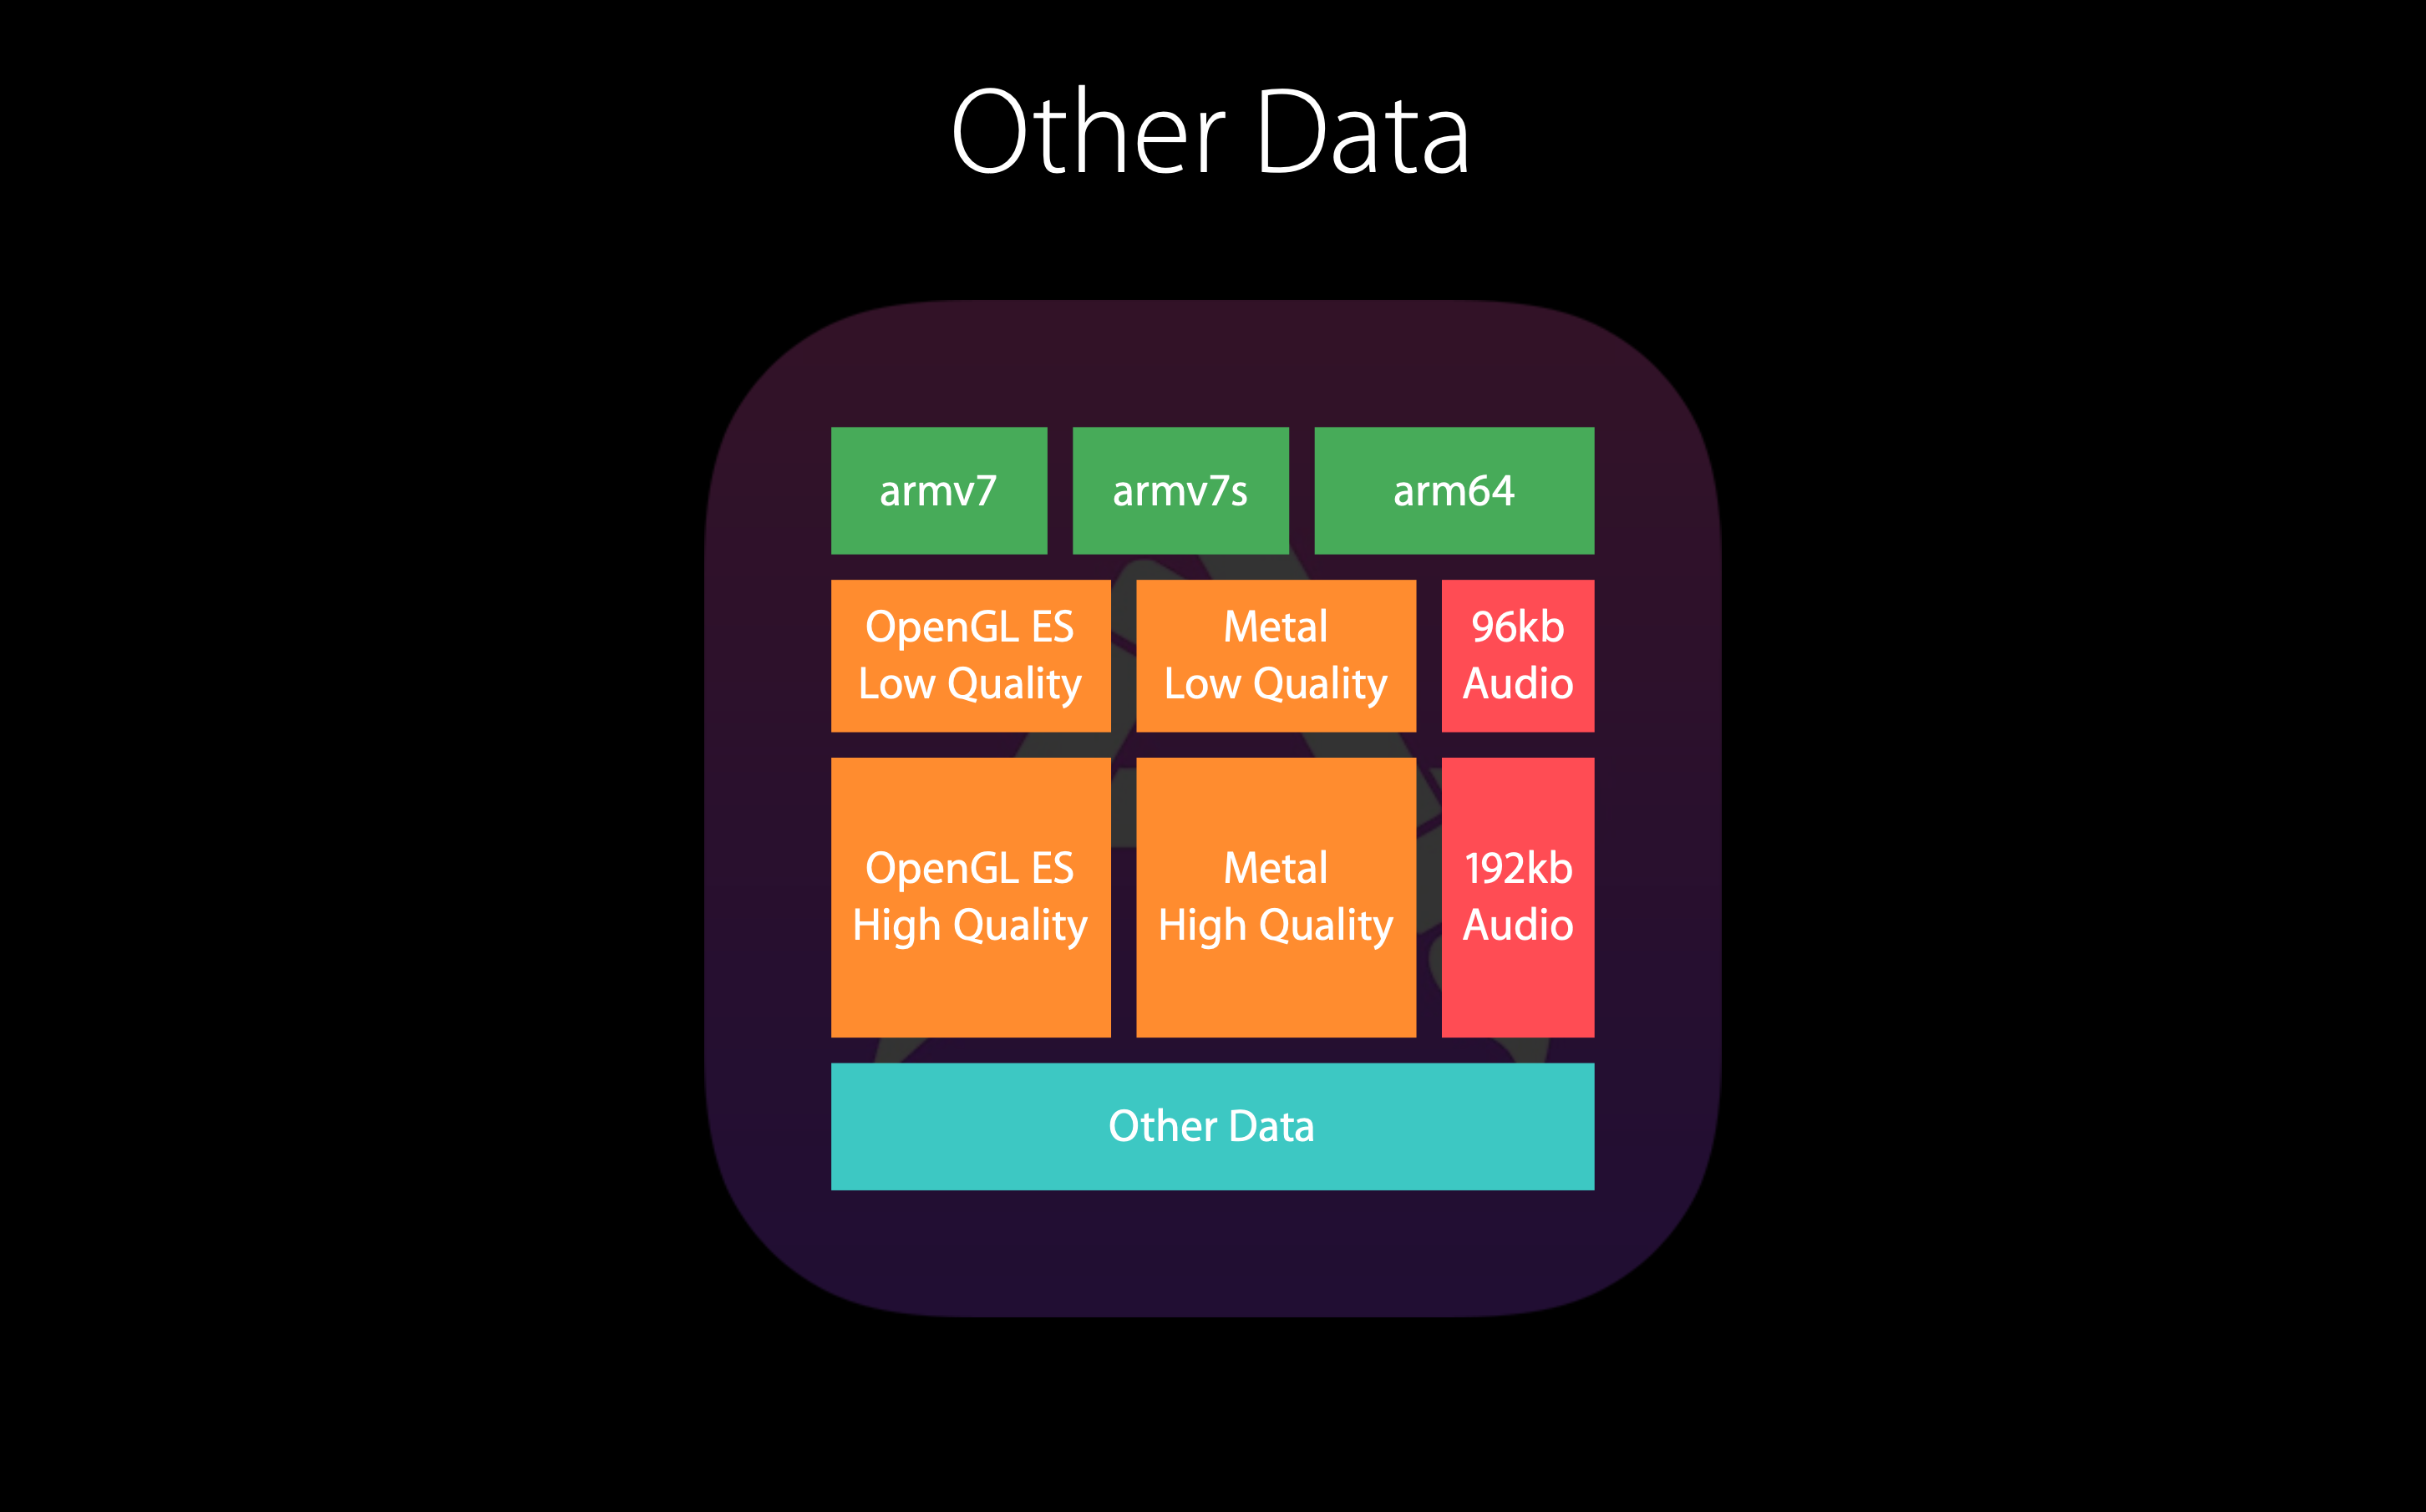 Other Data
armv7
armv7s
arm64
OpenGL ES
Low Quality
Metal
Low Quality
96kb
Audio
OpenGL ES
High Quality
Metal
High Quality
192kb
Audio
Other Data